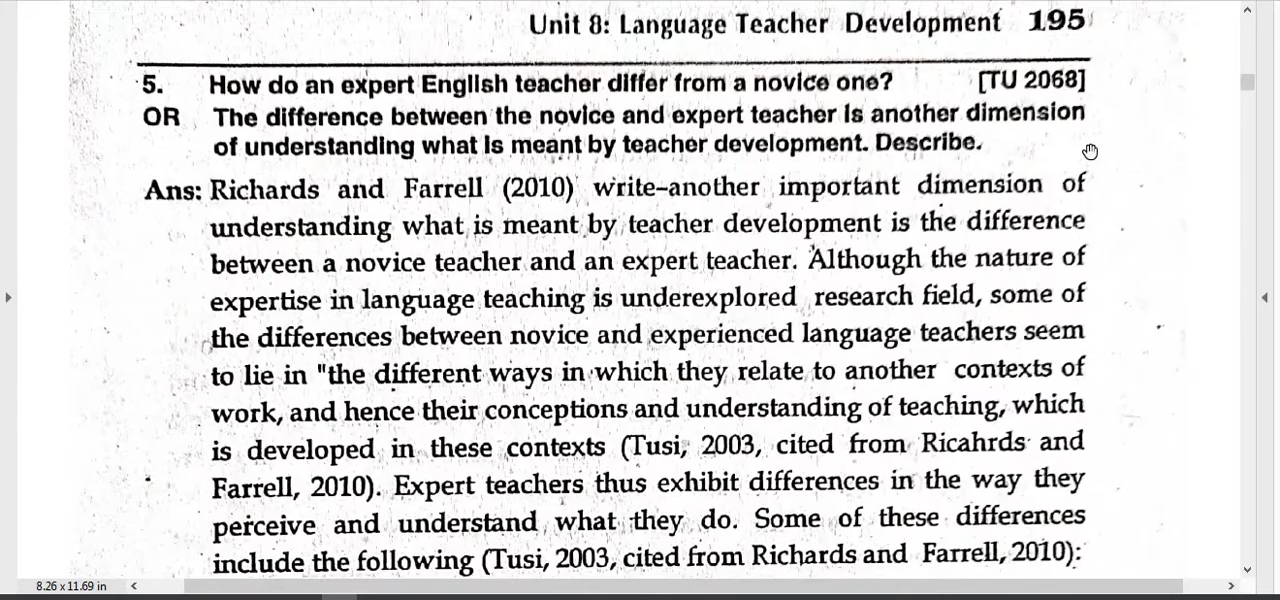 Unit 8: Language Teacher Development 195
5. How do an expert English teacher differ from a novice one? [TU 2068]
OR The difference between the novice and expert teacher is another dimension
of understanding what is meant by teacher development. Describe.
Ans: Richards and Farrell (2010) write-another important dimension of
understanding what is meant by teacher development is the difference
between a novice teacher and an expert teacher. Although the nature of
expertise in language teaching is underexplored research field, some of
the differences between novice and experienced language teachers seem
to lie in "the different ways in which they relate to another contexts of
work, and hence their conceptions and understanding of teaching, which
is developed in these contexts (Tusi, 2003, cited from Ricahrds and
Farrell, 2010). Expert teachers thus exhibit differences in the way they
perceive and understand what they do. Some of these differences
include the following (Tusi, 2003, cited from Richards and Farrell, 2010):
8.26 x 11.69 in